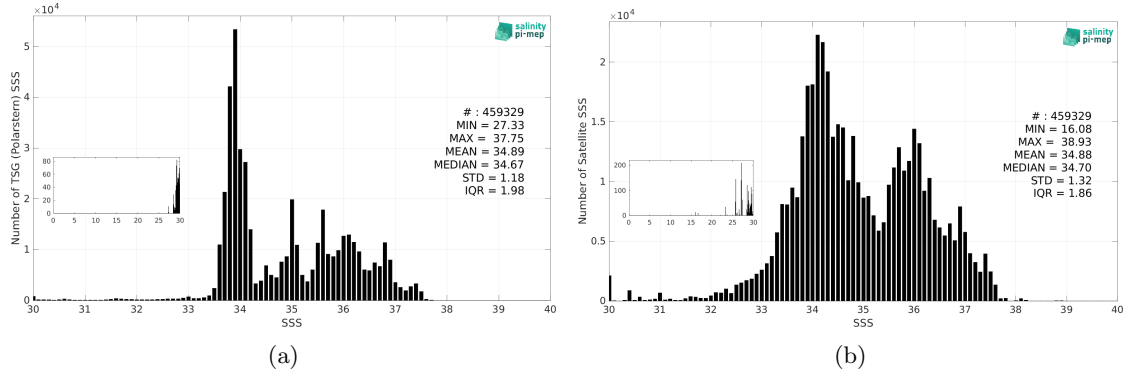 ×10⁴
salinity
pi-mep
5
4
3
2
1
0
Number of TSG (Polarstern) SSS
# : 459329
MIN = 27.33
MAX = 37.75
MEAN = 34.89
MEDIAN = 34.67
STD = 1.18
IQR = 1.98
80
60
40
20
0
0 5 10 15 20 25 30
30 31 32 33 34 35 36 37 38 39 40
SSS
(a)
×10⁴
salinity
pi-mep
2
1.5
1
0.5
0
Number of Satellite SSS
# : 459329
MIN = 16.08
MAX = 38.93
MEAN = 34.88
MEDIAN = 34.70
STD = 1.32
IQR = 1.86
200
100
0
0 5 10 15 20 25 30
30 31 32 33 34 35 36 37 38 39 40
SSS
(b)